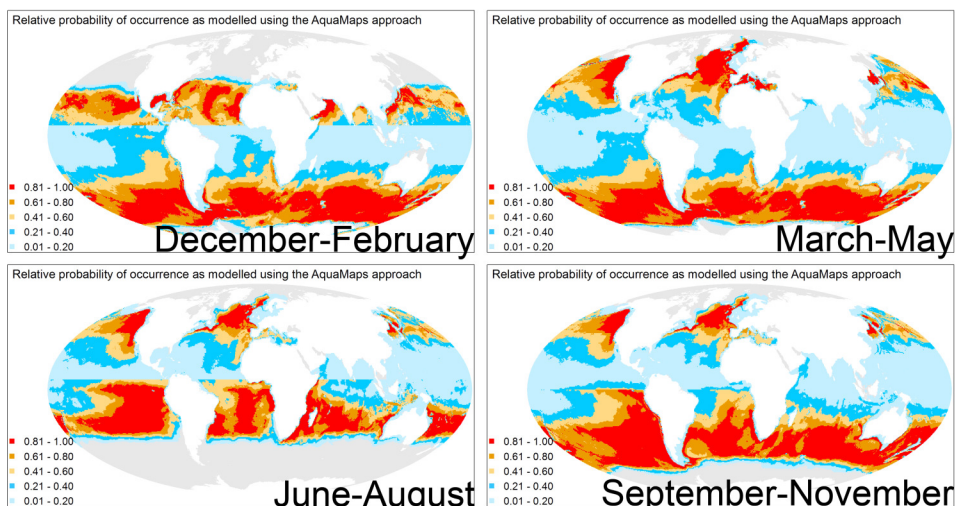 Relative probability of occurrence as modelled using the AquaMaps approach
0.81 - 1.00
0.61 - 0.80
0.41 - 0.60
0.21 - 0.40
0.01 - 0.20
December-February
Relative probability of occurrence as modelled using the AquaMaps approach
0.81 - 1.00
0.61 - 0.80
0.41 - 0.60
0.21 - 0.40
0.01 - 0.20
March-May
Relative probability of occurrence as modelled using the AquaMaps approach
0.81 - 1.00
0.61 - 0.80
0.41 - 0.60
0.21 - 0.40
0.01 - 0.20
June-August
Relative probability of occurrence as modelled using the AquaMaps approach
0.81 - 1.00
0.61 - 0.80
0.41 - 0.60
0.21 - 0.40
0.01 - 0.20
September-November